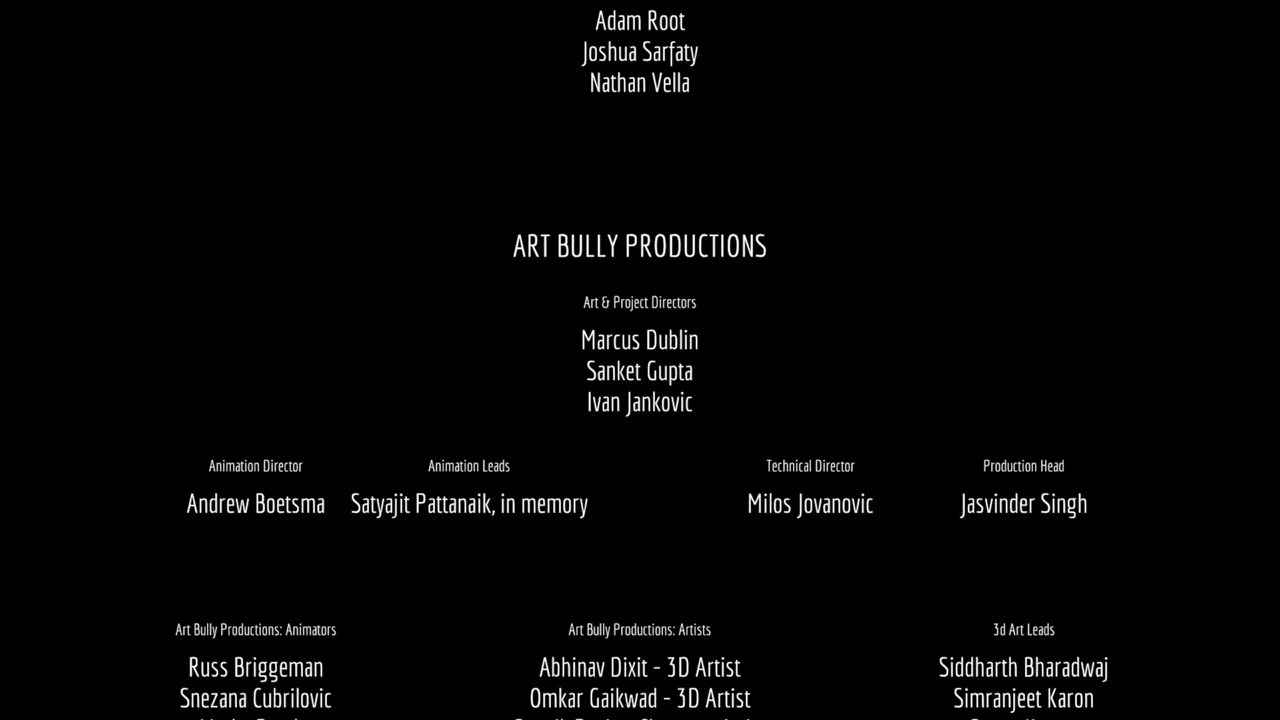 Adam Root
Joshua Sarfaty
Nathan Vella
ART BULLY PRODUCTIONS
Art & Project Directors
Marcus Dublin
Sanket Gupta
Ivan Jankovic
Animation Director
Andrew Boetsma
Animation Leads
Satyajit Pattanaik, in memory
Technical Director
Milos Jovanovic
Production Head
Jasvinder Singh
Art Bully Productions: Animators
Russ Briggeman
Snezana Cubrilovic
Art Bully Productions: Artists
Abhinav Dixit - 3D Artist
Omkar Gaikwad - 3D Artist
3d Art Leads
Siddharth Bharadwaj
Simranjeet Karon